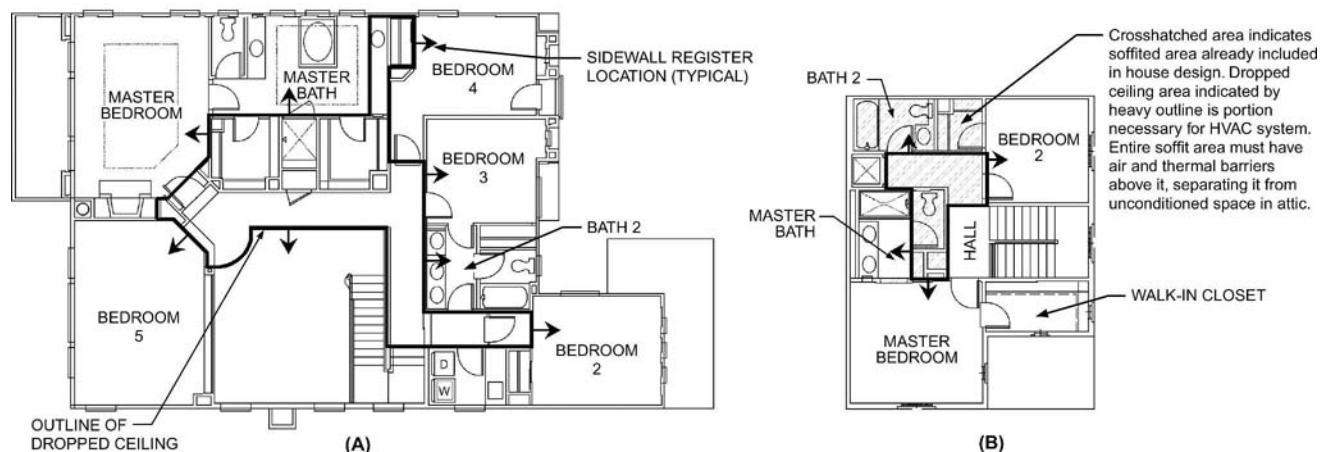 MASTER
BEDROOM
MASTER
BATH
BEDROOM
4
SIDEWALL REGISTER
LOCATION (TYPICAL)
BEDROOM
3
BATH 2
BEDROOM
5
BEDROOM
2
D
W
OUTLINE OF
DROPPED CEILING
(A)
BATH 2
Crosshatched area indicates
soffited area already included
in house design. Dropped
ceiling area indicated by
heavy outline is portion
necessary for HVAC system.
Entire soffit area must have
air and thermal barriers
above it, separating it from
unconditioned space in attic.
BEDROOM
2
MASTER
BATH
HALL
WALK-IN CLOSET
MASTER
BEDROOM
(B)